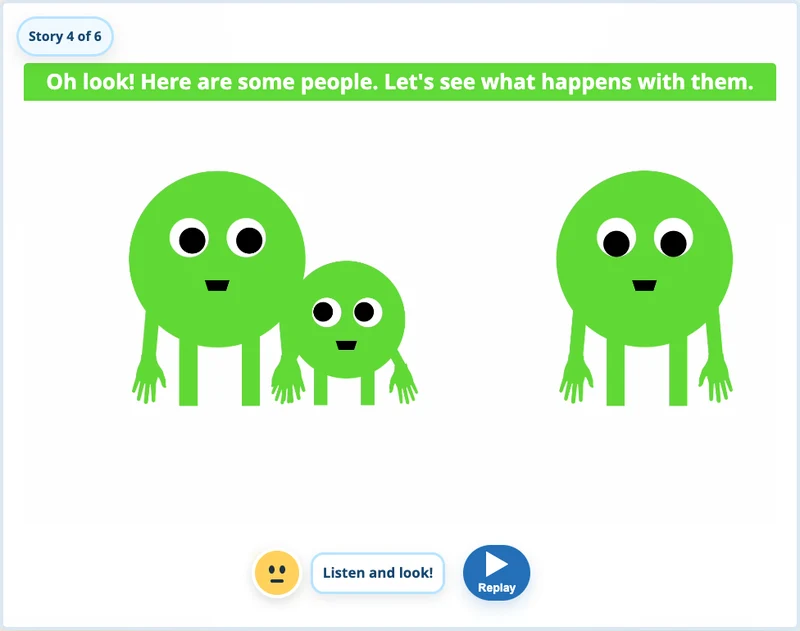 Story 4 of 6
Oh look! Here are some people. Let's see what happens with them.
Listen and look!
Replay